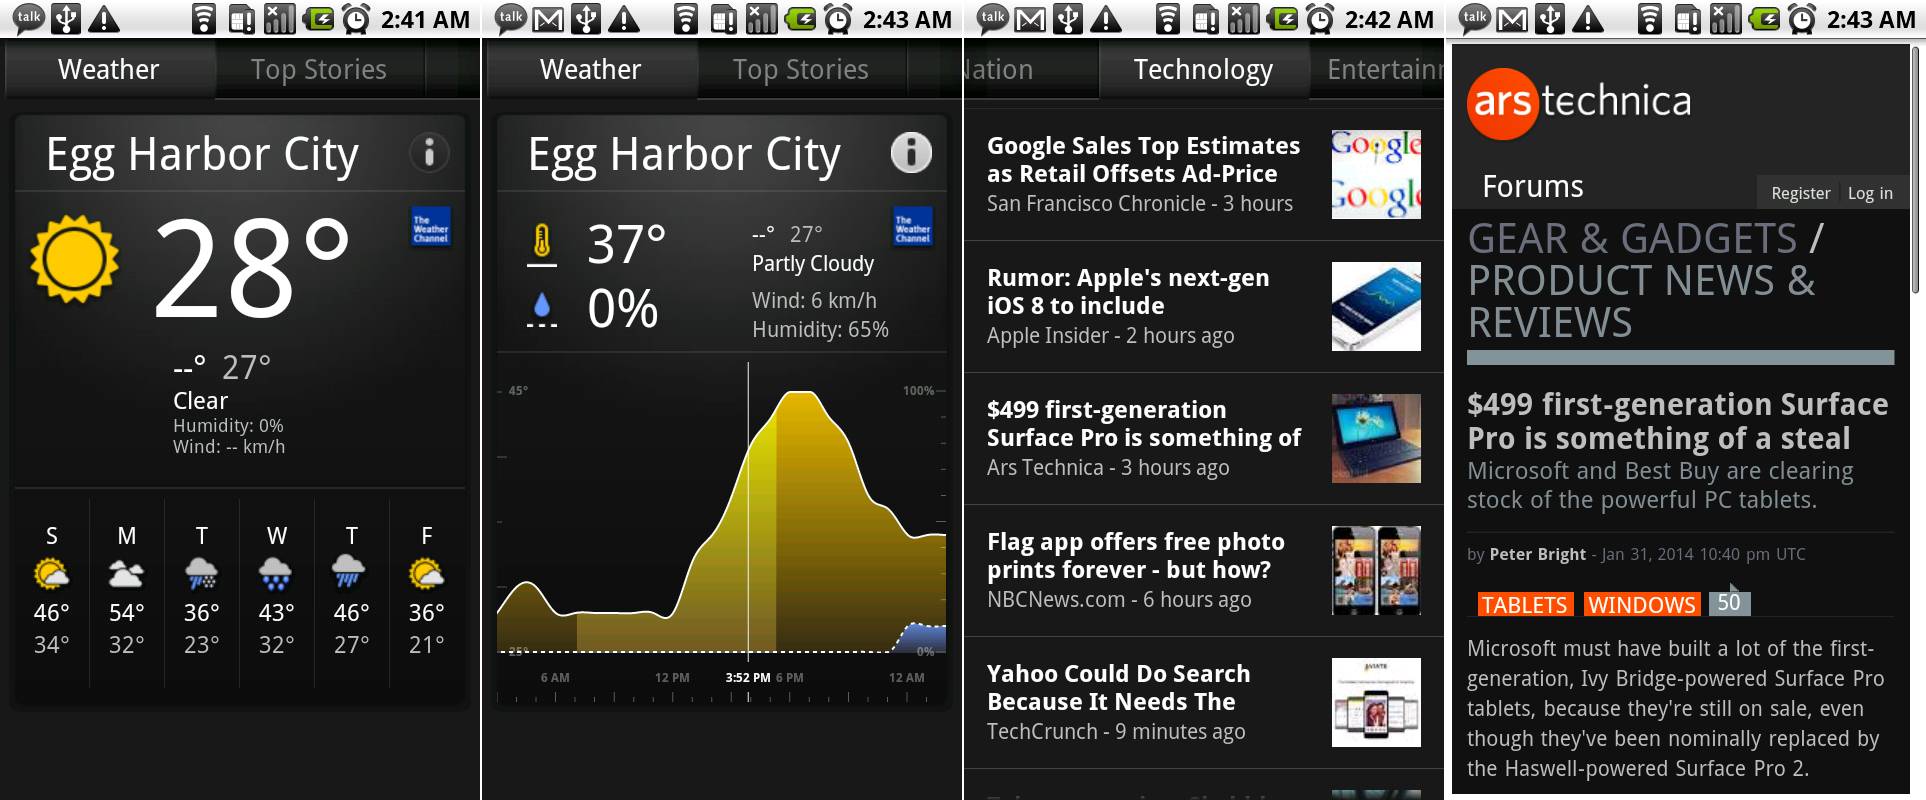 talk 2:41 AM
Weather Top Stories
Egg Harbor City i
28°
The
Weather
Channel
--° 27°
Clear
Humidity: 0%
Wind: -- km/h
S M T W T F
46° 54° 36° 43° 46° 36°
34° 32° 23° 32° 27° 21°
talk 2:43 AM
Weather Top Stories
Egg Harbor City i
37° --° 27°
Partly Cloudy
The
Weather
Channel
0% Wind: 6 km/h
Humidity: 65%
45° 100%
25° 0%
6 AM 12 PM 3:52 PM 6 PM 12 AM
talk 2:42 AM
Nation Technology Entertainm
Google Sales Top Estimates
as Retail Offsets Ad-Price
San Francisco Chronicle - 3 hours
Google
Google
Rumor: Apple's next-gen
iOS 8 to include
Apple Insider - 2 hours ago
$499 first-generation
Surface Pro is something of
Ars Technica - 3 hours ago
Flag app offers free photo
prints forever - but how?
NBCNews.com - 6 hours ago
Yahoo Could Do Search
Because It Needs The
TechCrunch - 9 minutes ago
AVIATE
talk 2:43 AM
ars technica
Forums Register Log in
GEAR & GADGETS /
PRODUCT NEWS &
REVIEWS
$499 first-generation Surface
Pro is something of a steal
Microsoft and Best Buy are clearing
stock of the powerful PC tablets.
by Peter Bright - Jan 31, 2014 10:40 pm UTC
TABLETS WINDOWS 50
Microsoft must have built a lot of the first-
generation, Ivy Bridge-powered Surface Pro
tablets, because they're still on sale, even
though they've been nominally replaced by
the Haswell-powered Surface Pro 2.